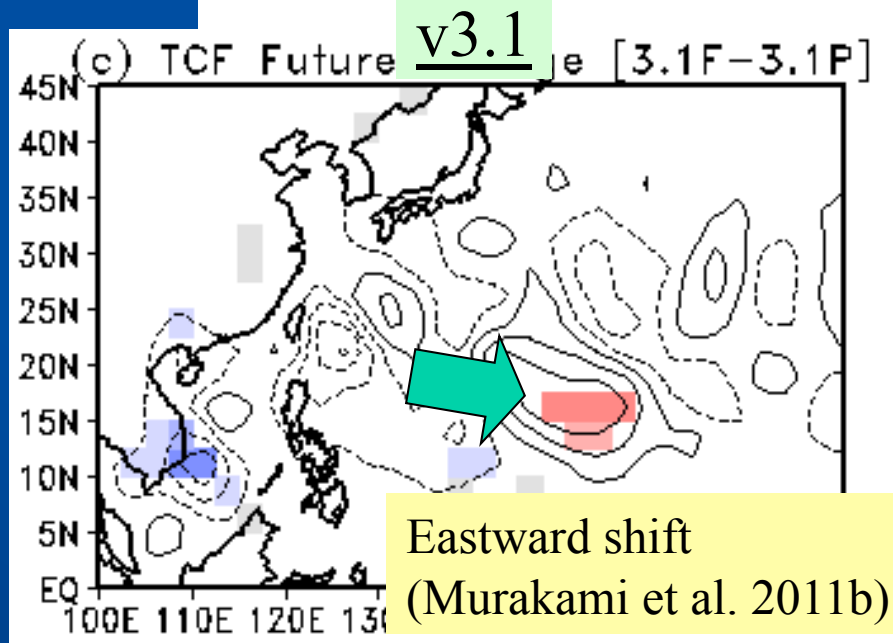 v3.1
(c) TCF Future ge [3.1F-3.1P]
45N
40N
35N
30N
25N
20N
15N
10N
5N
EQ
100E 110E 120E 13
Eastward shift
(Murakami et al. 2011b)